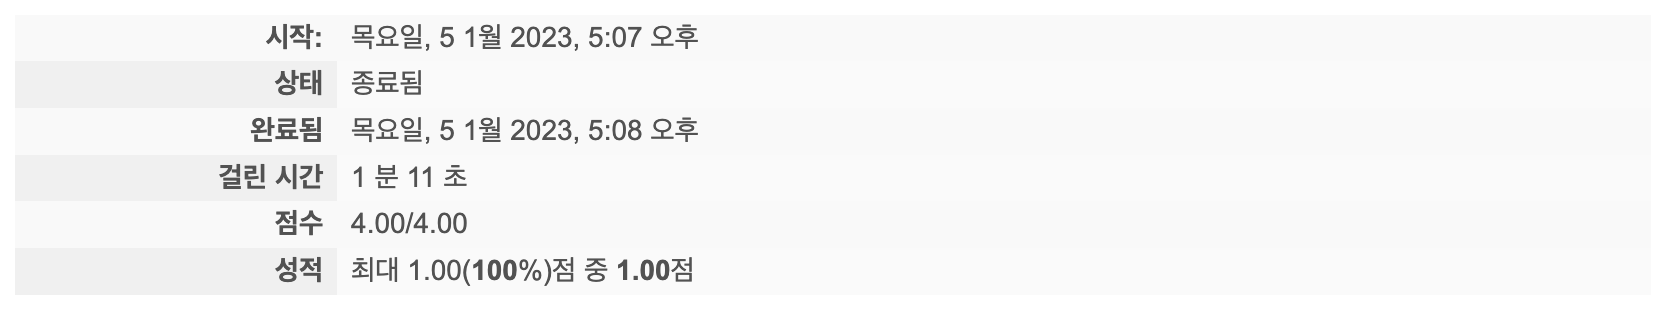 시작: 목요일, 5 1월 2023, 5:07 오후
상태 종료됨
완료됨 목요일, 5 1월 2023, 5:08 오후
걸린 시간 1 분 11 초
점수 4.00/4.00
성적 최대 1.00(100%)점 중 1.00점